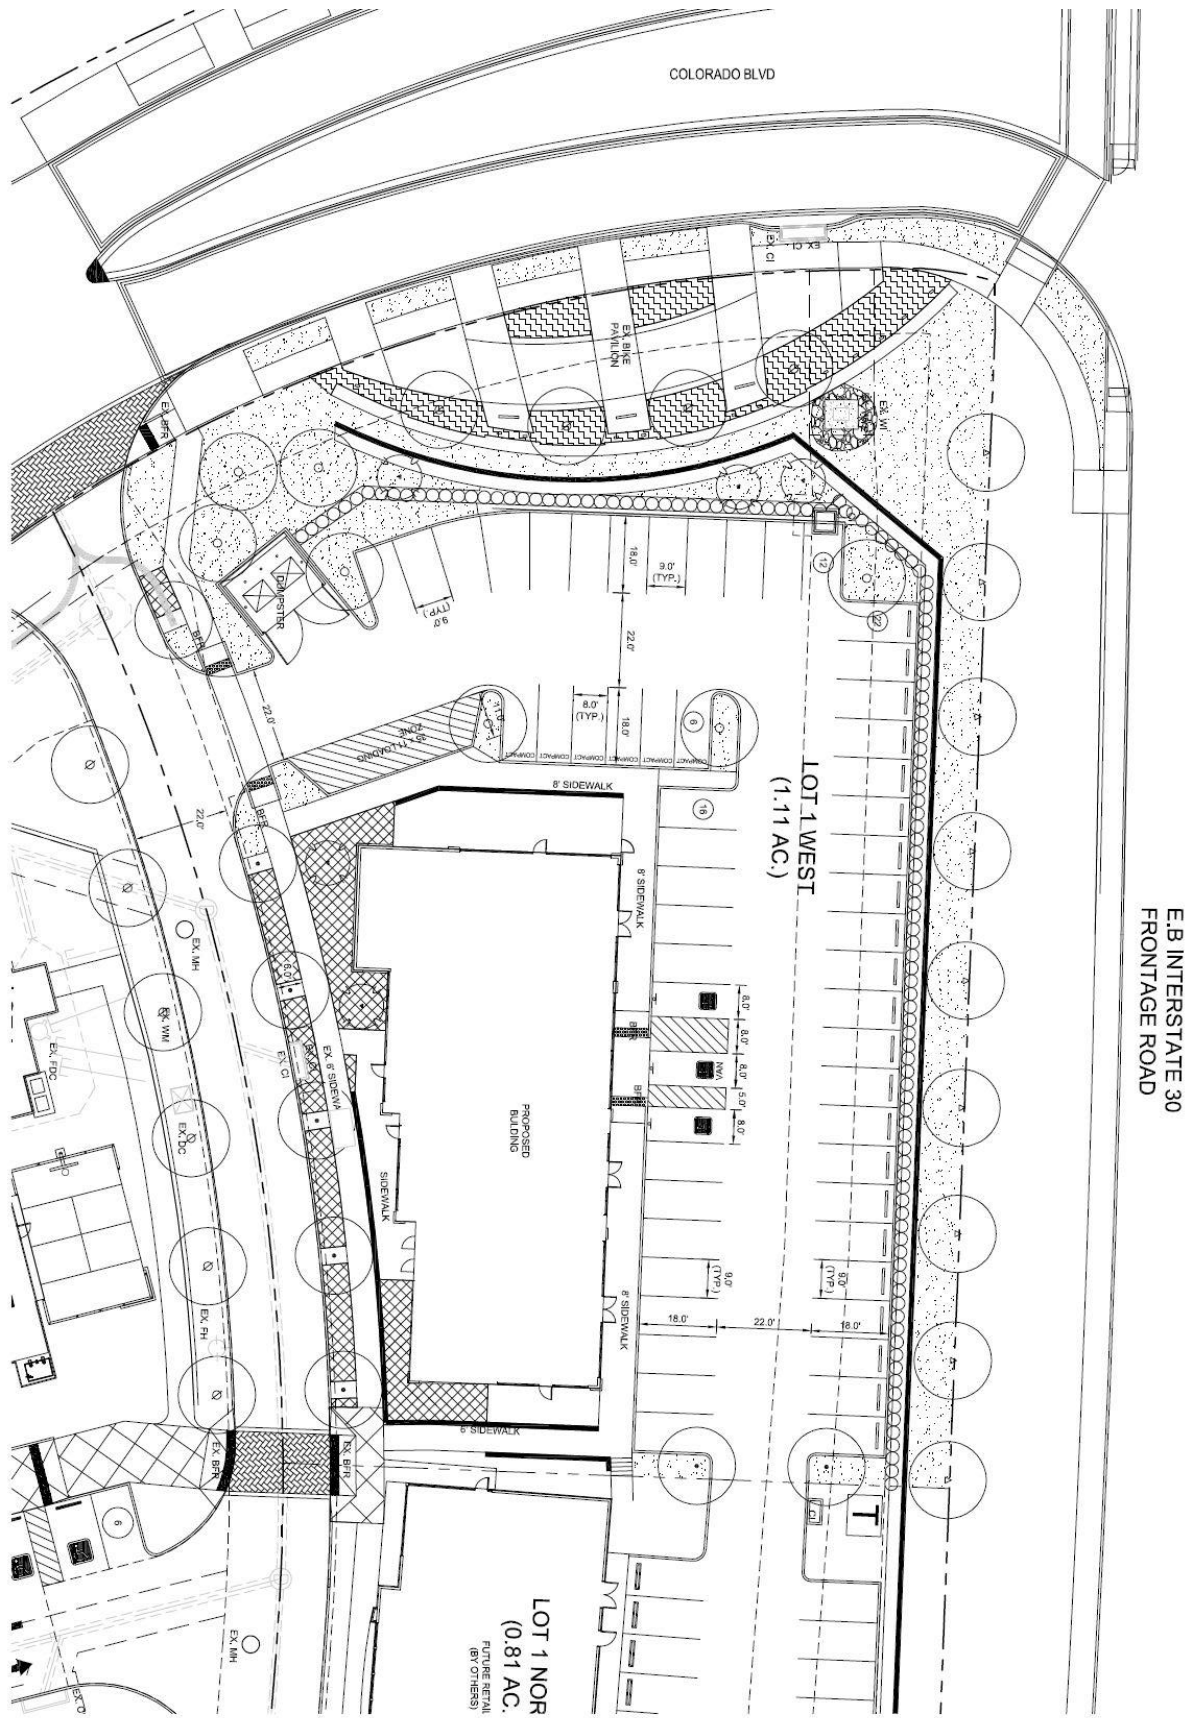 COLORADO BLVD
E.B INTERSTATE 30
FRONTAGE ROAD
EX. CI
EX. CI
EX. BIKE
PAVILION
EX. WI
EX. BFR
18.0'
9.0'
(TYP.)
12
DUMPSTER
9.0'
(TYP.)
22
22.0'
BFR
22.0'
8.0'
(TYP.)
18.0'
6
COMPACT
COMPACT
COMPACT
COMPACT
COMPACT
COMPACT
35 x 11 LOADING
ZONE
8' SIDEWALK
LOT 1 WEST
(1.11 AC.)
16
22.0'
BFR
8' SIDEWALK
EX. MH
6.0'
8.0'
8.0'
8.0'
VAN
5.0'
8.0'
EX. WM
EX. FDC
EX. CI
EX. 6' SIDEWA
PROPOSED
BUILDING
EX. DC
SIDEWALK
9.0'
(TYP.)
9.0'
(TYP.)
8' SIDEWALK
18.0'
22.0'
18.0'
EX. FH
6' SIDEWALK
EX. BFR
EX. BFR
CI
T
6
LOT 1 NOR
(0.81 AC.
FUTURE RETAIL
(BY OTHERS)
EX. MH
EX. C